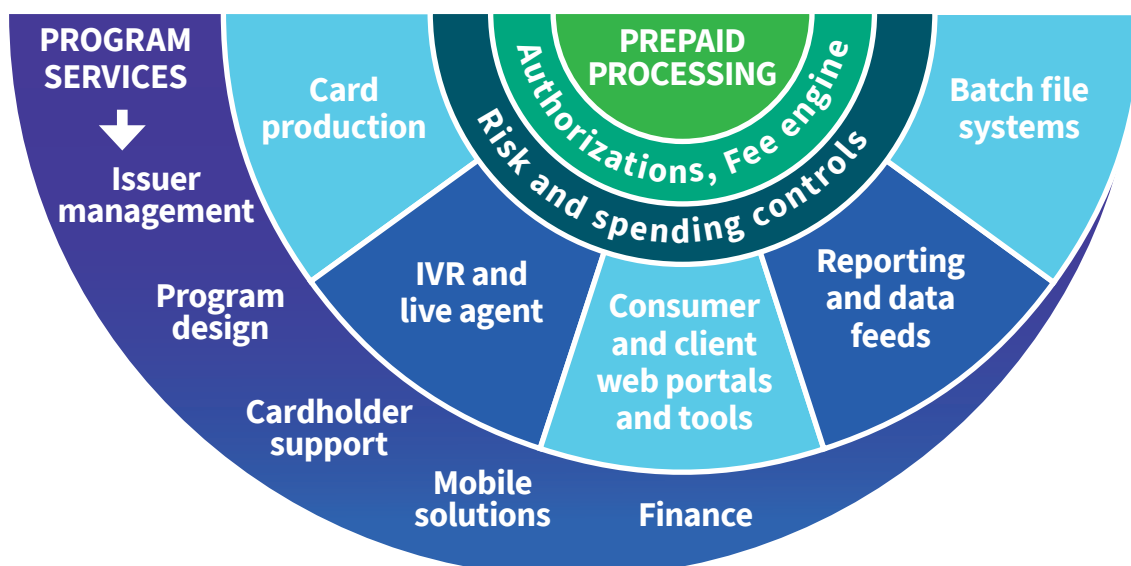 PROGRAM
SERVICES
Issuer
management
Program
design
Cardholder
support
Mobile
solutions
Finance
Card
production
IVR and
live agent
Consumer
and client
web portals
and tools
Reporting
and data
feeds
Batch file
systems
Risk and spending controls
Authorizations, Fee engine
PREPAID
PROCESSING